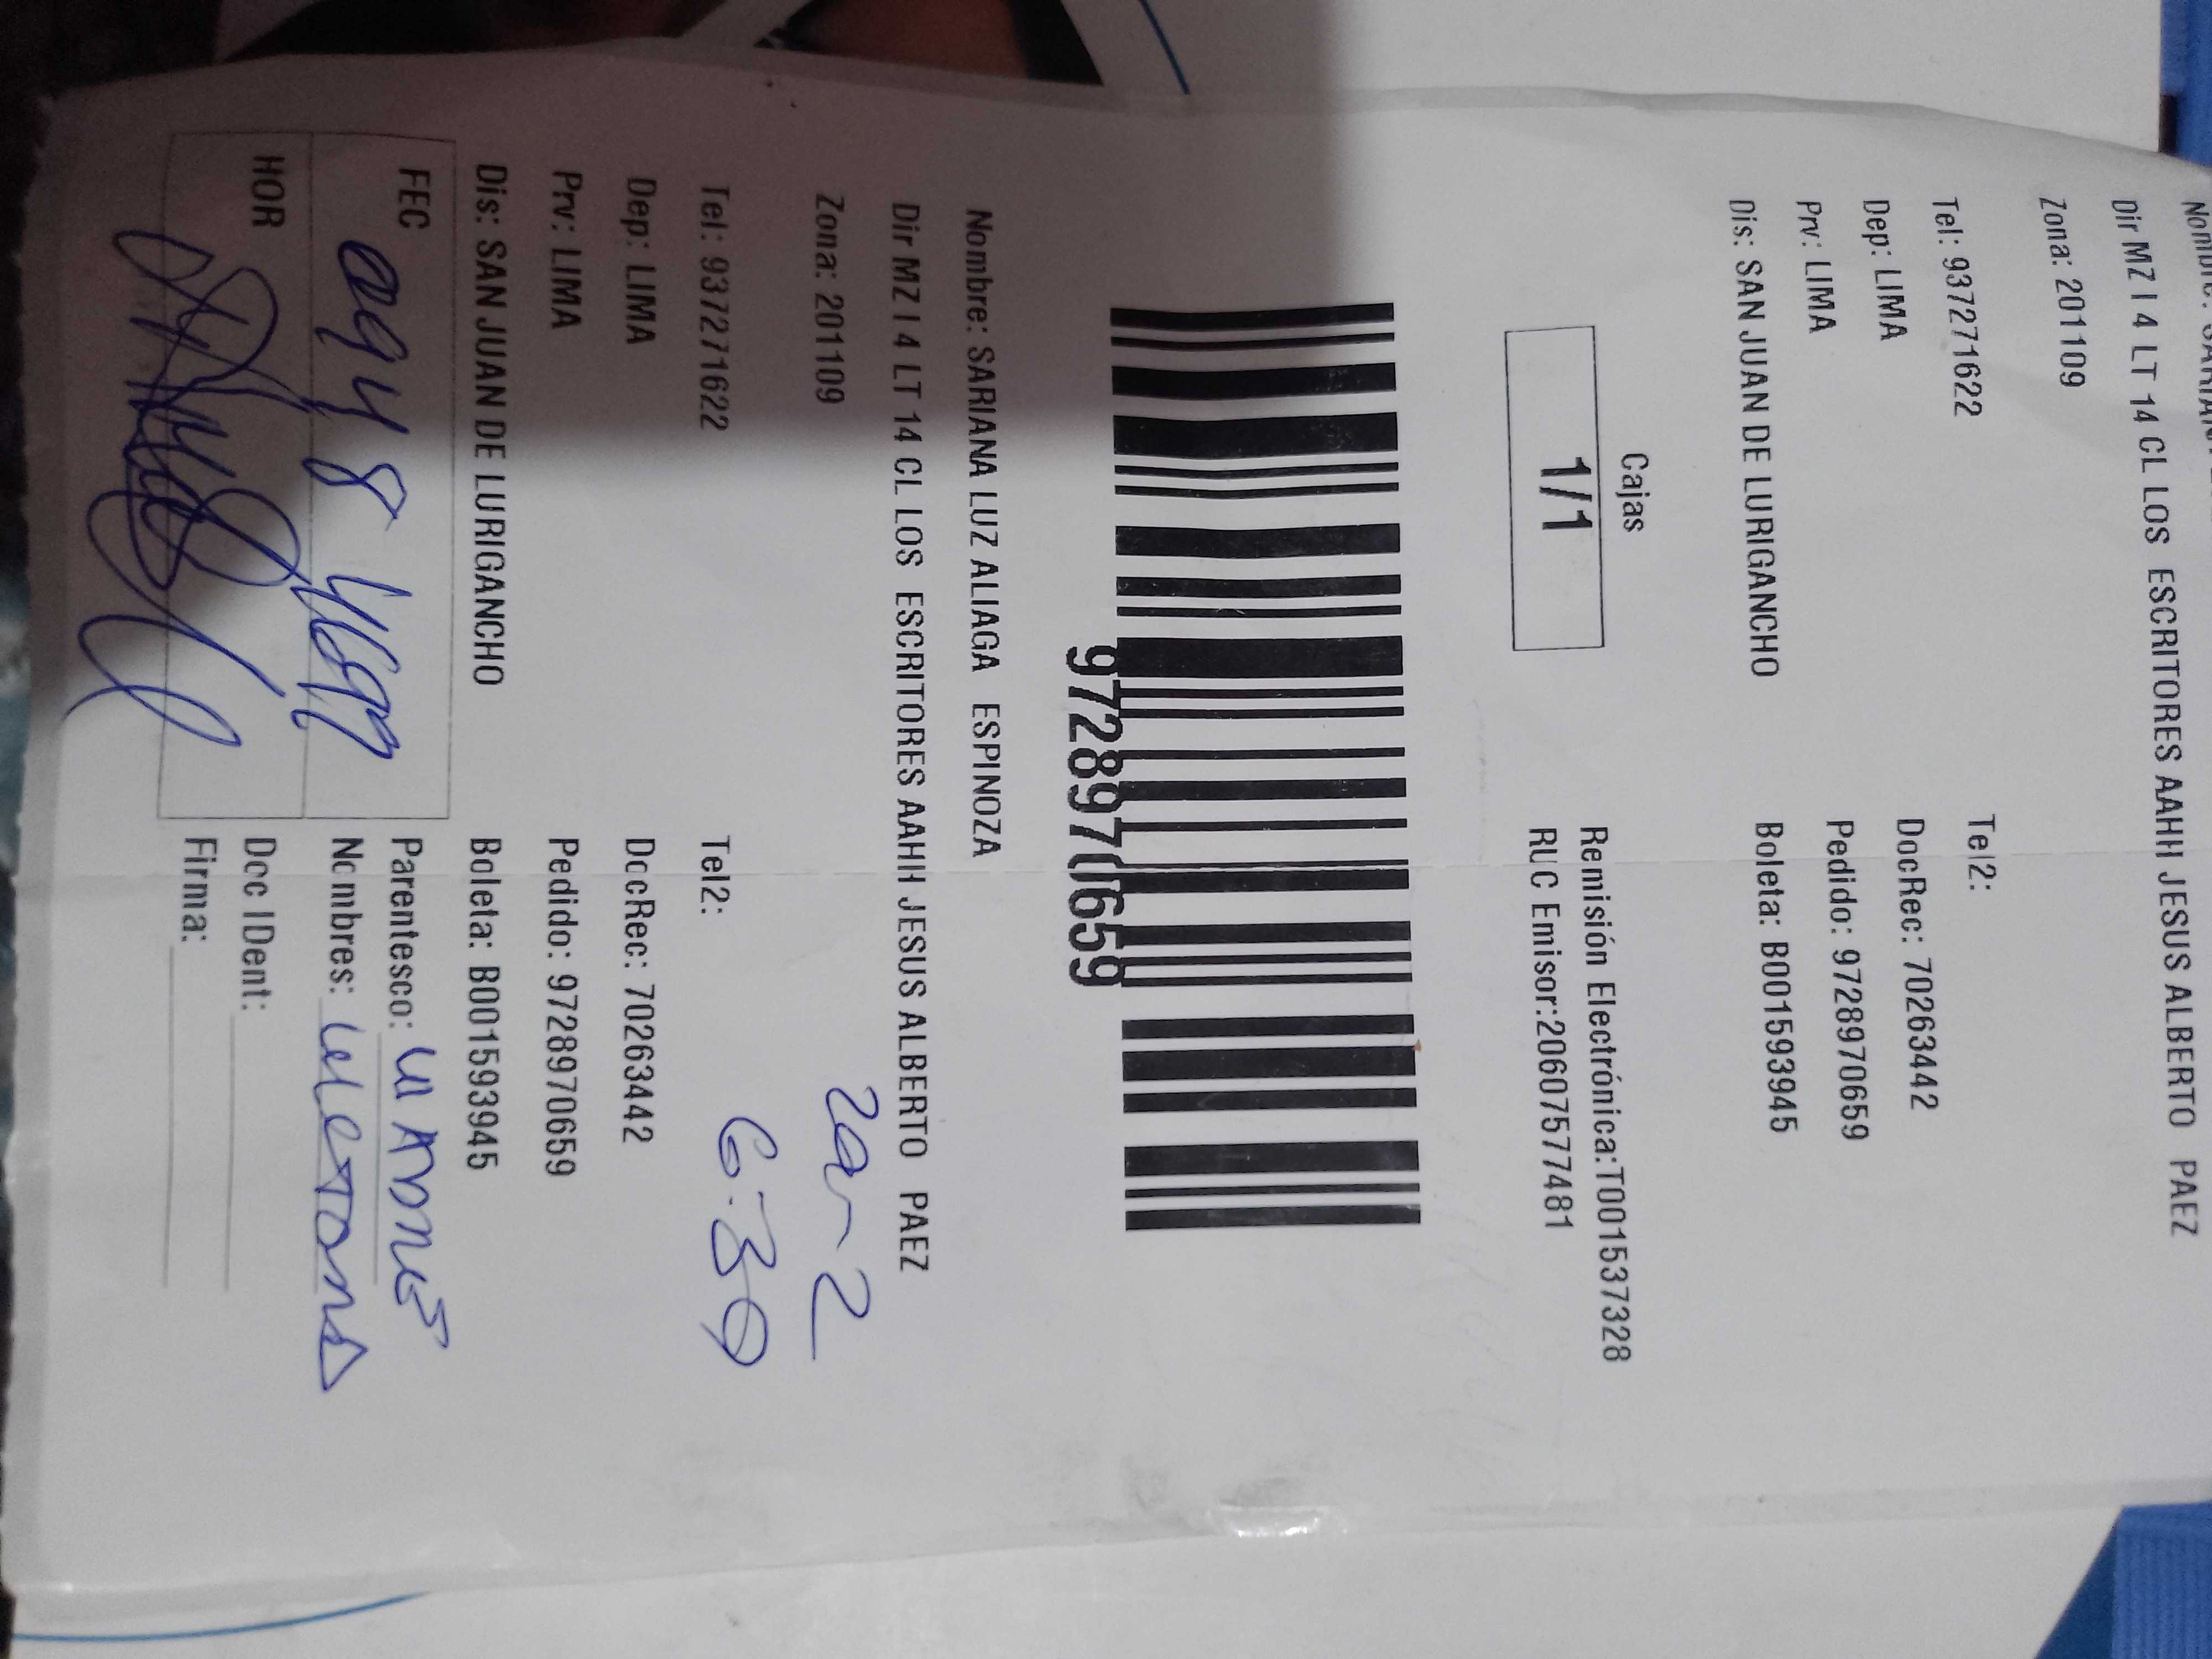 Dir MZ I 4 LT 14 CL LOS ESCRITORES AAHH JESUS ALBERTO PAEZ
Zona: 201109
Tel: 937271622 Tel2:
Dep: LIMA DocRec: 70263442
Prv: LIMA Pedido: 9728970659
Dis: SAN JUAN DE LURIGANCHO Boleta: B001593945
Cajas
1/1
Remisión Electrónica:T001537328
RUC Emisor:20607577481
9728970659
Nombre: SARIANA LUZ ALIAGA ESPINOZA
Dir MZ I 4 LT 14 CL LOS ESCRITORES AAHH JESUS ALBERTO PAEZ
Zona: 201109
Tel: 937271622 Tel2:
6:30
Dep: LIMA DocRec: 70263442
Prv: LIMA Pedido: 9728970659
Dis: SAN JUAN DE LURIGANCHO Boleta: B001593945
FEC
Parentesco:
Nombres:
HOR
Doc IDent:
Firma: